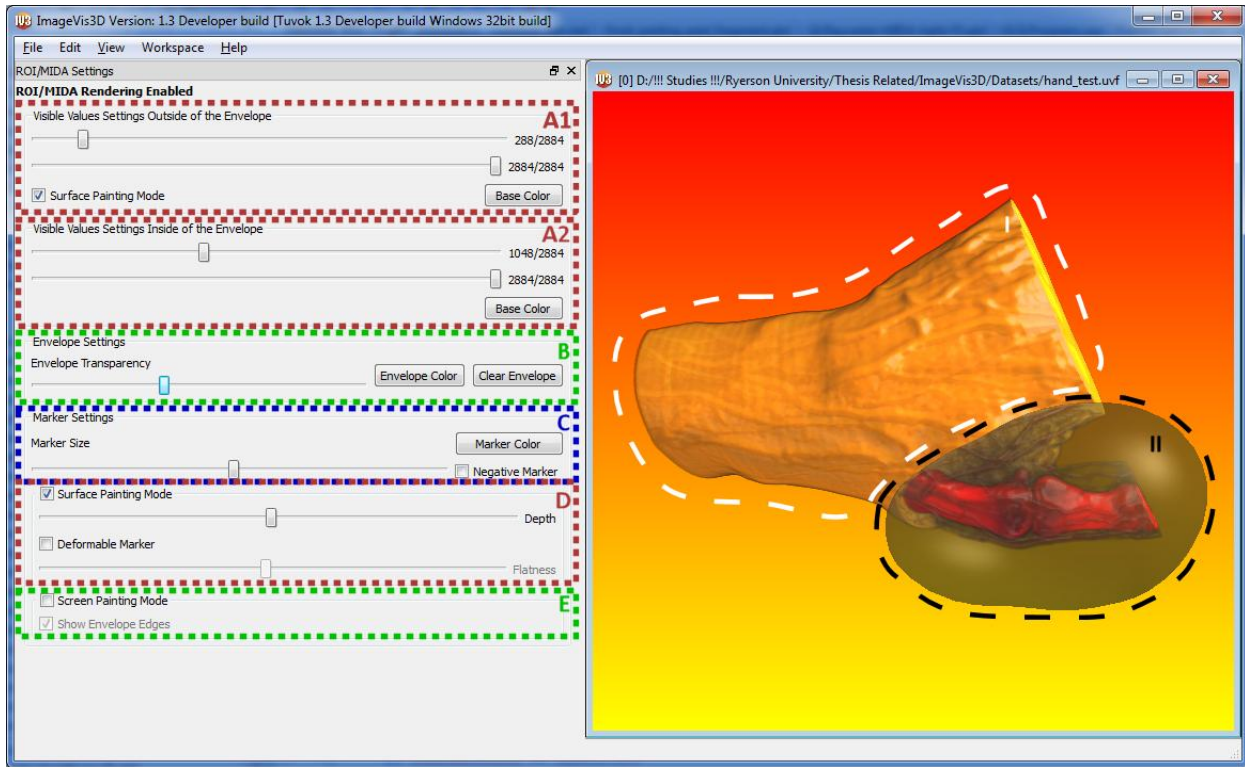 ImageVis3D Version: 1.3 Developer build [Tuvok 1.3 Developer build Windows 32bit build]
File Edit View Workspace Help
ROI/MIDA Settings
ROI/MIDA Rendering Enabled
Visible Values Settings Outside of the Envelope
A1
288/2884
2884/2884
Surface Painting Mode
Base Color
Visible Values Settings Inside of the Envelope
A2
1048/2884
2884/2884
Base Color
Envelope Settings
B
Envelope Transparency
Envelope Color
Clear Envelope
Marker Settings
C
Marker Size
Marker Color
Negative Marker
Surface Painting Mode
D
Depth
Deformable Marker
Flatness
Screen Painting Mode
E
Show Envelope Edges
[0] D:/!!! Studies !!!/Ryerson University/Thesis Related/ImageVis3D/Datasets/hand_test.uvf
I
II